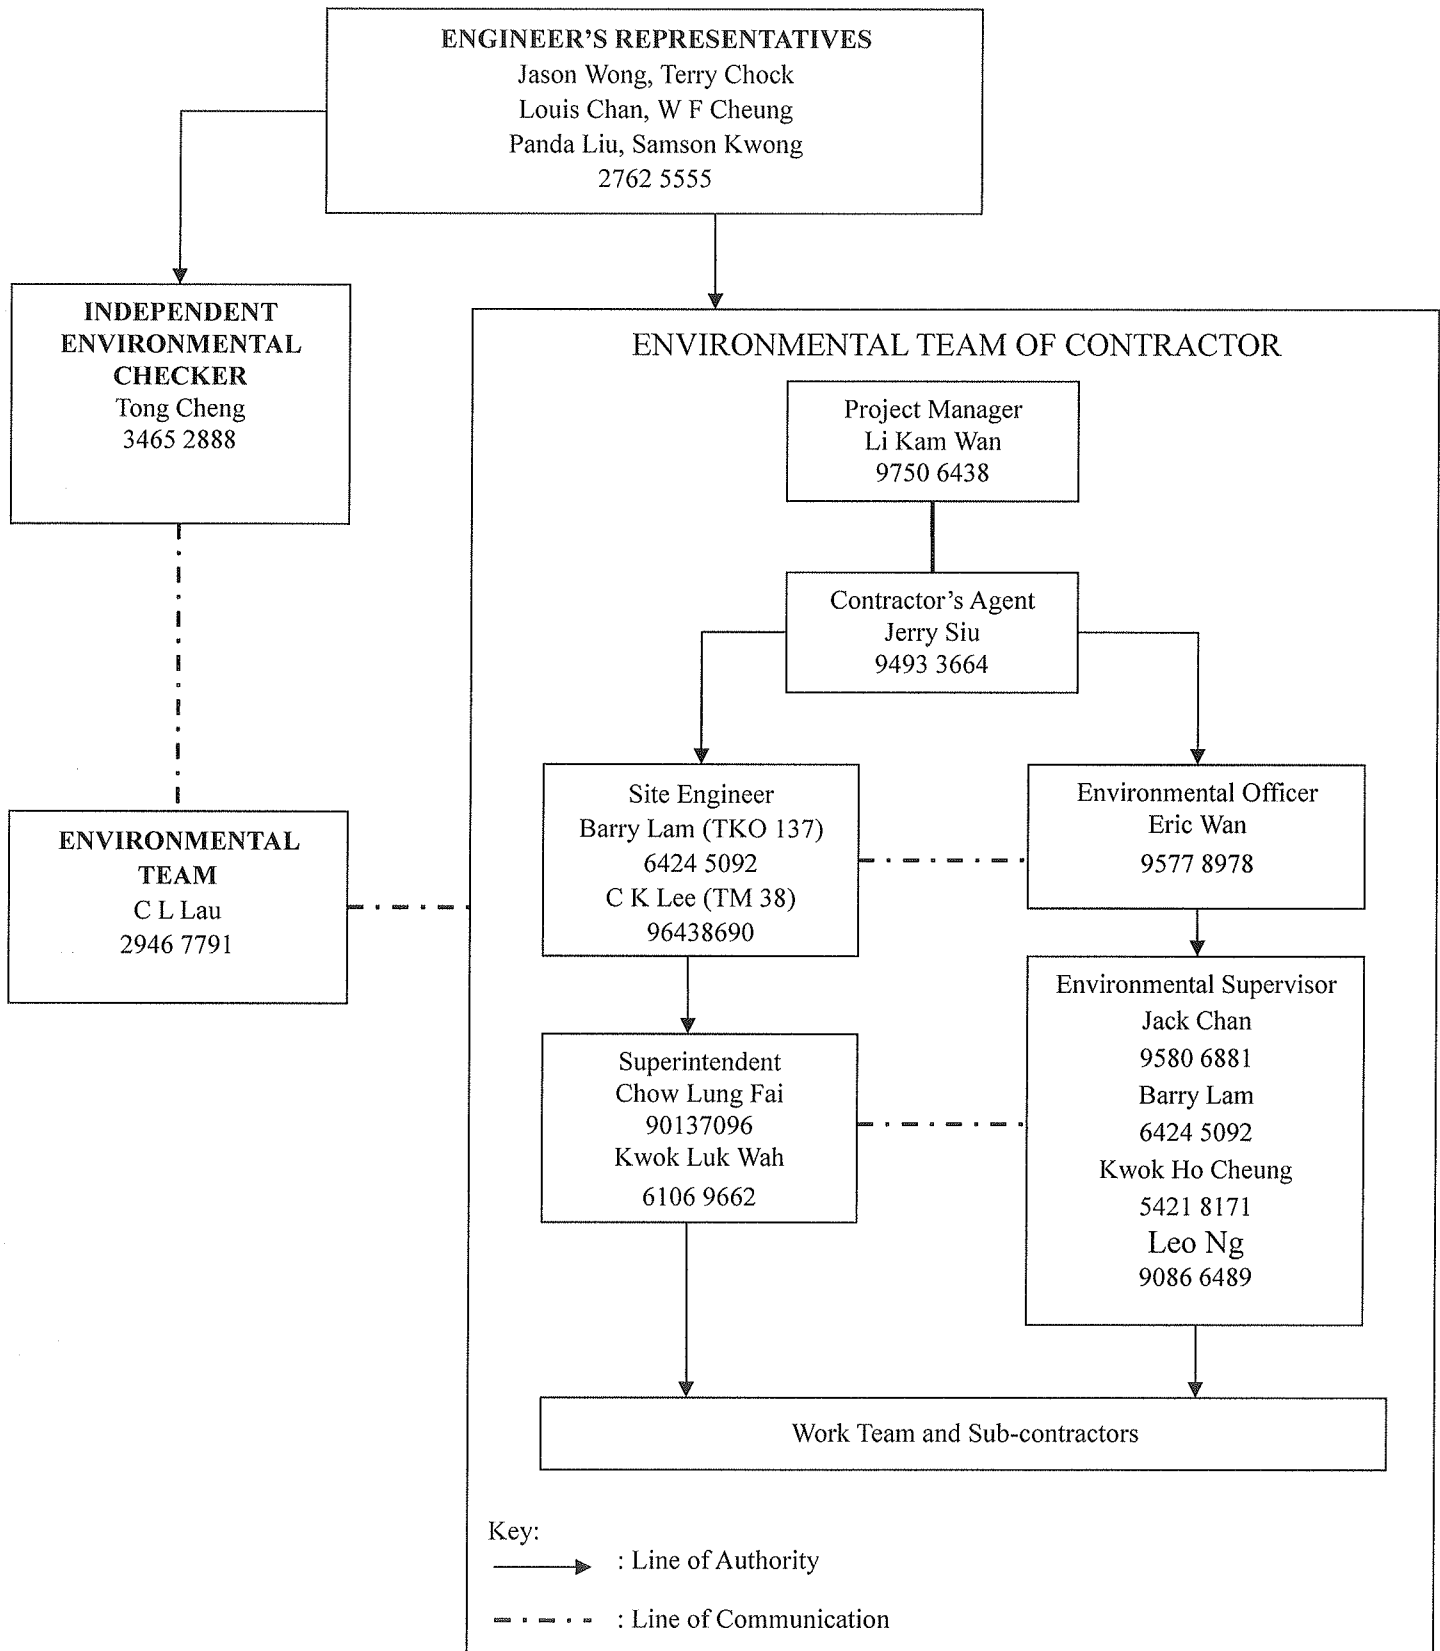 ENGINEER’S REPRESENTATIVES
Jason Wong, Terry Chock
Louis Chan, W F Cheung
Panda Liu, Samson Kwong
2762 5555
INDEPENDENT
ENVIRONMENTAL
CHECKER
Tong Cheng
3465 2888
ENVIRONMENTAL
TEAM
C L Lau
2946 7791
ENVIRONMENTAL TEAM OF CONTRACTOR
Project Manager
Li Kam Wan
9750 6438
Contractor’s Agent
Jerry Siu
9493 3664
Site Engineer
Barry Lam (TKO 137)
6424 5092
C K Lee (TM 38)
96438690
Environmental Officer
Eric Wan
9577 8978
Superintendent
Chow Lung Fai
90137096
Kwok Luk Wah
6106 9662
Environmental Supervisor
Jack Chan
9580 6881
Barry Lam
6424 5092
Kwok Ho Cheung
5421 8171
Leo Ng
9086 6489
Work Team and Sub-contractors
Key:
: Line of Authority
: Line of Communication